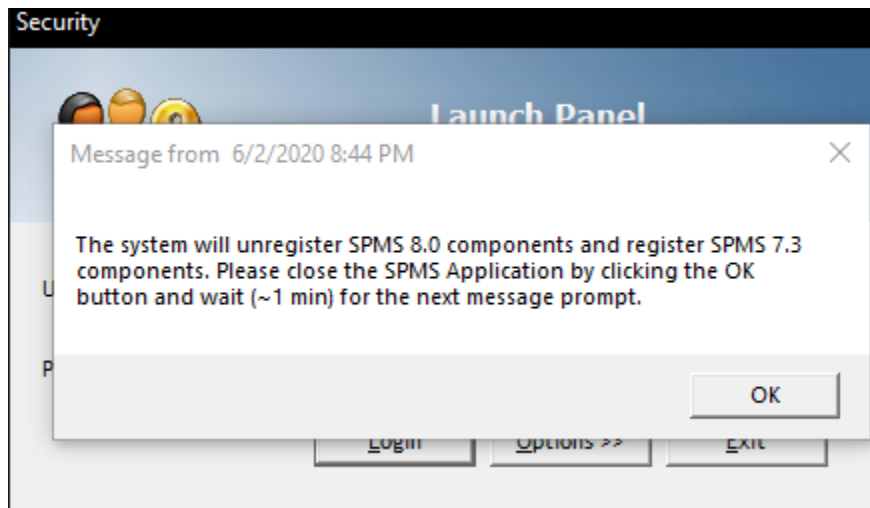 Security
Launch Panel
Message from 6/2/2020 8:44 PM
The system will unregister SPMS 8.0 components and register SPMS 7.3
components. Please close the SPMS Application by clicking the OK
button and wait (~1 min) for the next message prompt.
U
P
OK
Login Options >> Exit